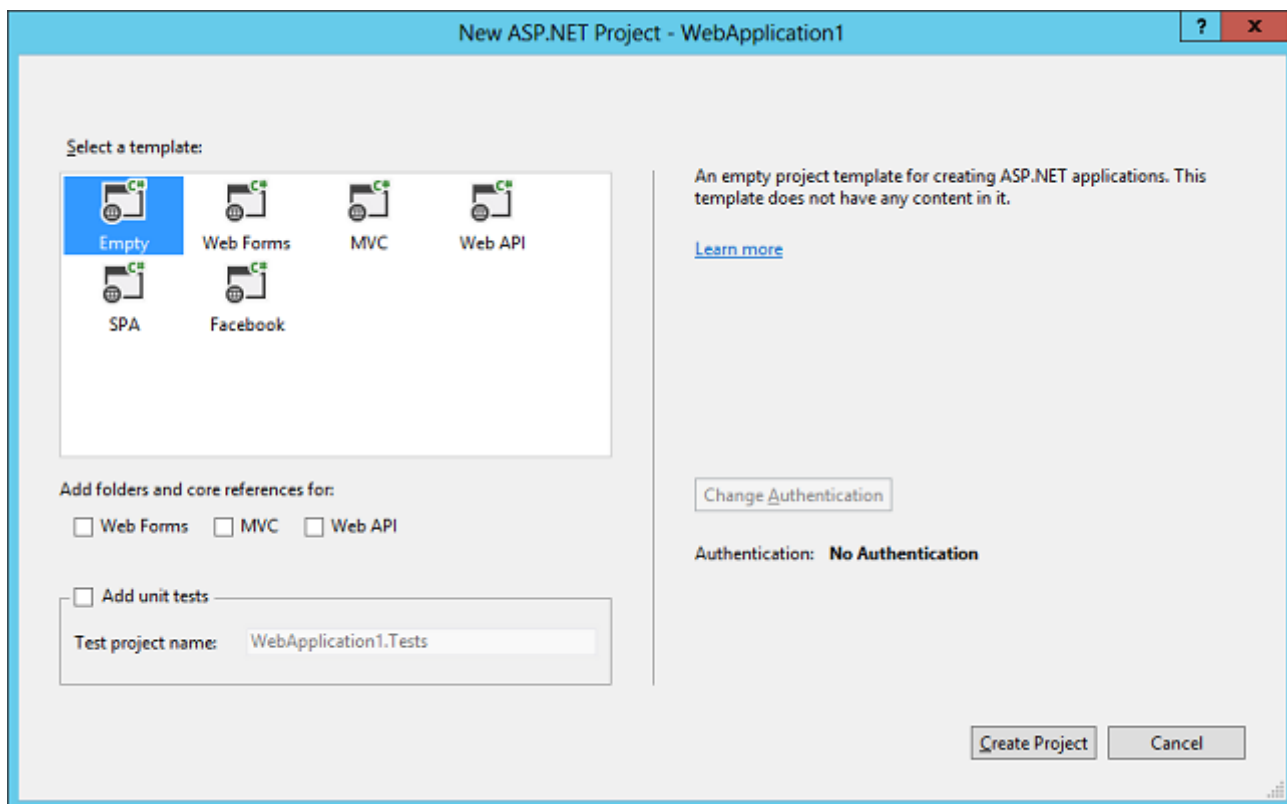 New ASP.NET Project - WebApplication1
?
x
Select a template:
C# C# C# C#
Empty Web Forms MVC Web API
C# C#
SPA Facebook
An empty project template for creating ASP.NET applications. This
template does not have any content in it.
Learn more
Add folders and core references for:
Web Forms MVC Web API
Add unit tests
Test project name: WebApplication1.Tests
Change Authentication
Authentication: No Authentication
Create Project
Cancel